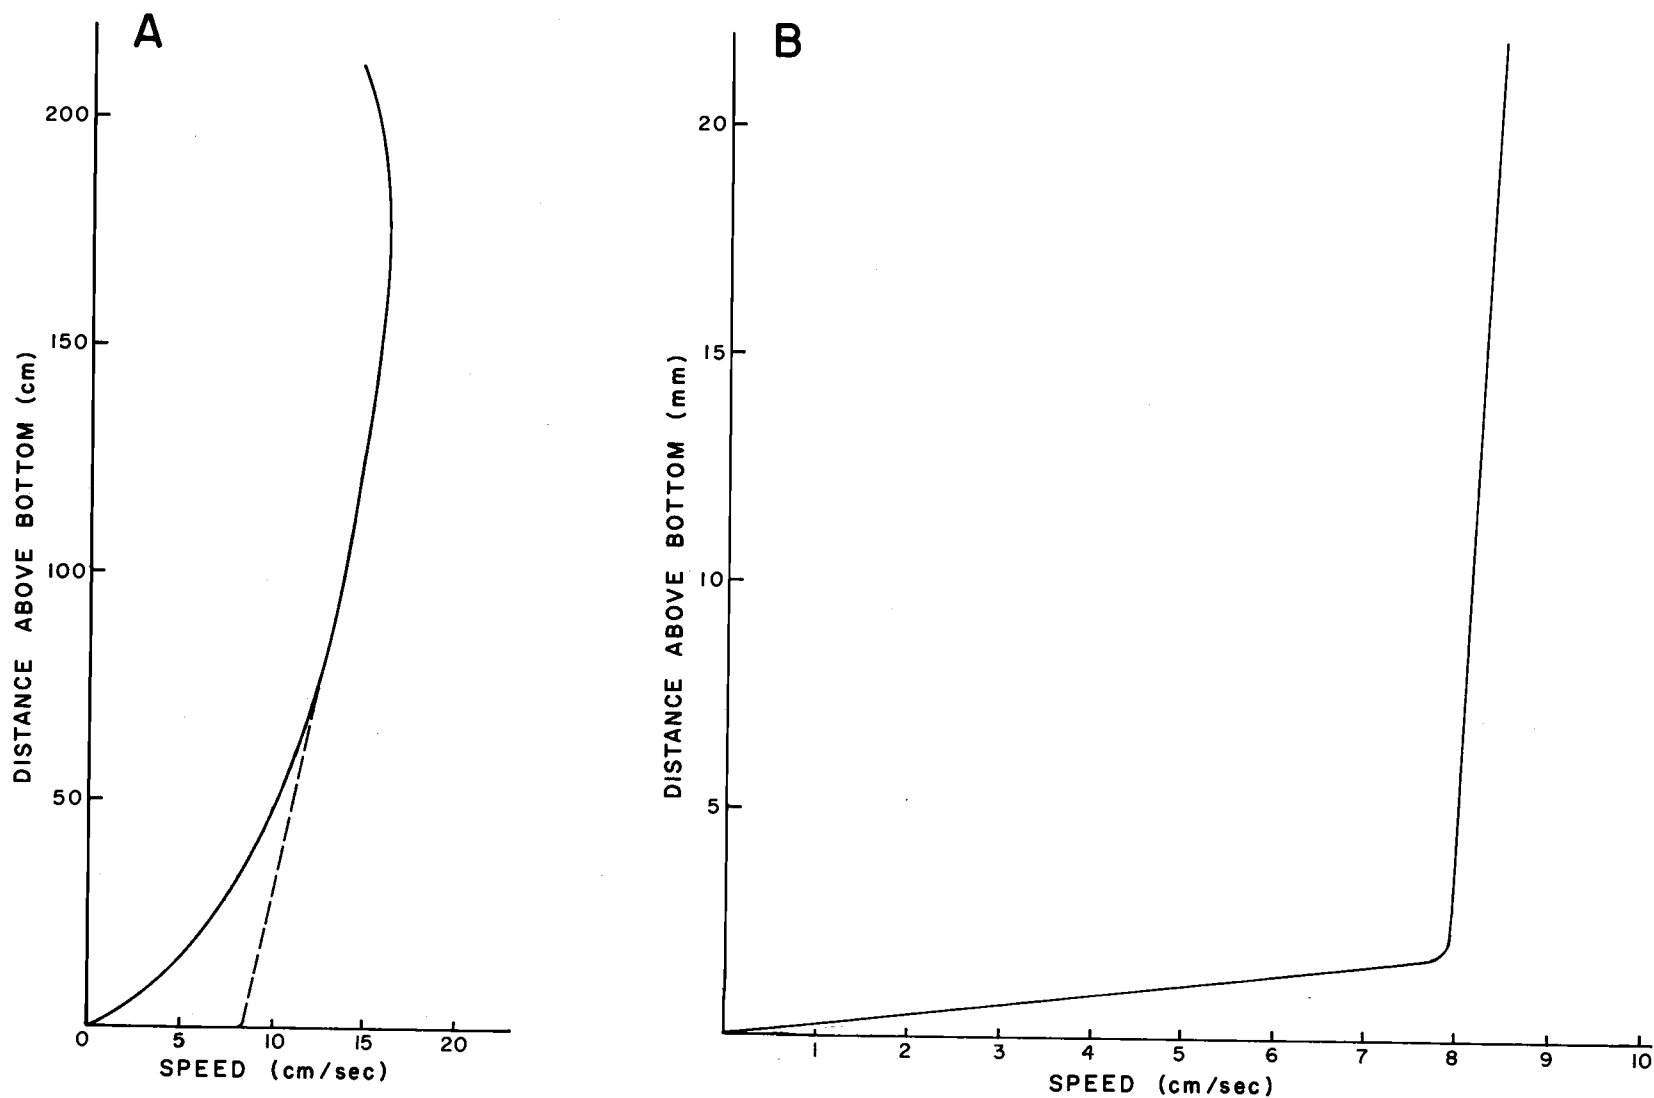 A
200
150
100
50
DISTANCE ABOVE BOTTOM (cm)
0 5 10 15 20
SPEED (cm/sec)
B
20
15
10
5
DISTANCE ABOVE BOTTOM (mm)
1 2 3 4 5 6 7 8 9 10
SPEED (cm/sec)